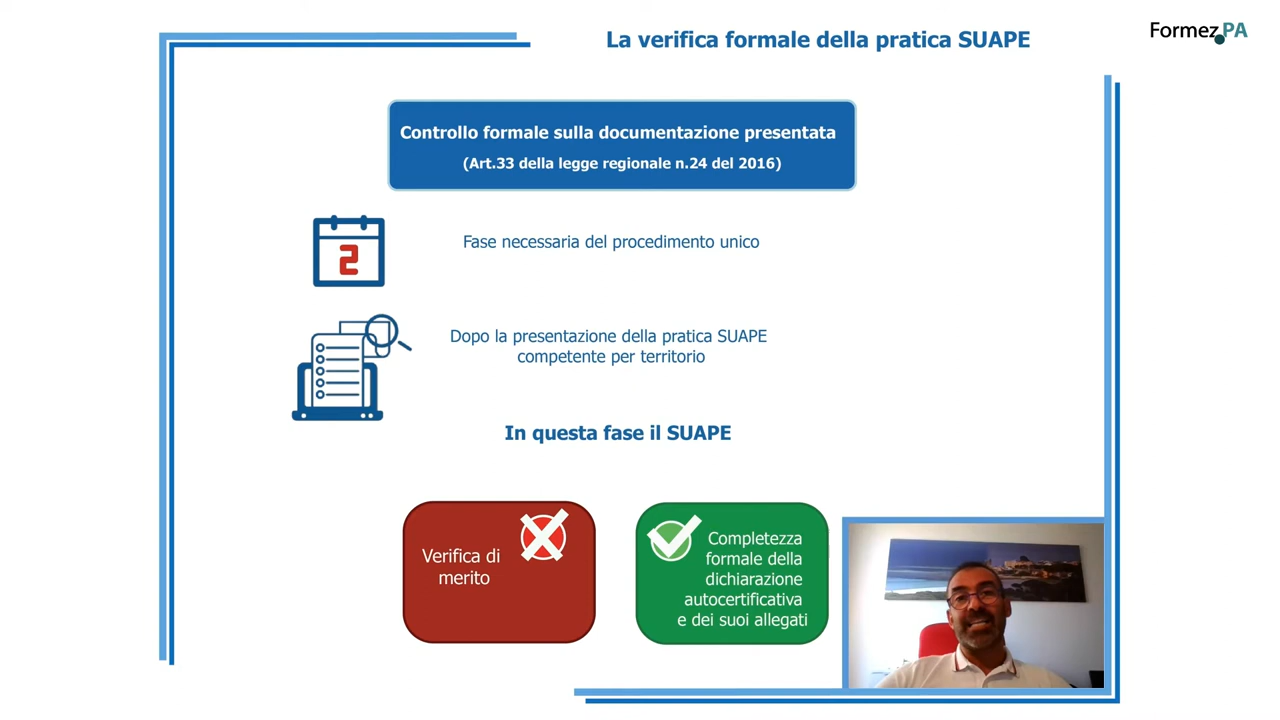 La verifica formale della pratica SUAPE
Formez.PA
Controllo formale sulla documentazione presentata
(Art.33 della legge regionale n.24 del 2016)
2
Fase necessaria del procedimento unico
Dopo la presentazione della pratica SUAPE
competente per territorio
In questa fase il SUAPE
Verifica di
merito
Completezza
formale della
dichiarazione
autocertificativa
e dei suoi allegati